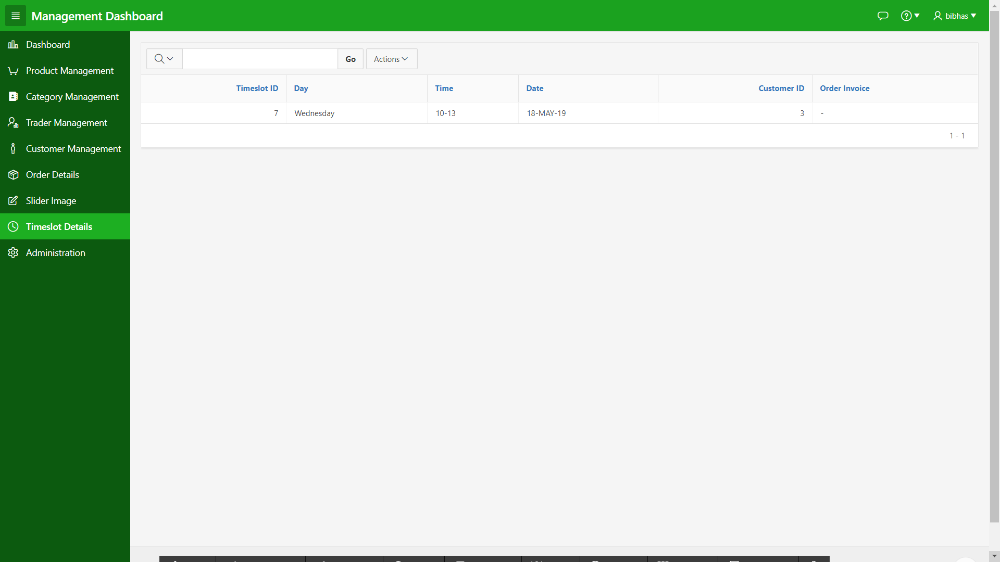 Management Dashboard
bibhas
Dashboard
Product Management
Category Management
Trader Management
Customer Management
Order Details
Slider Image
Timeslot Details
Administration
Go
Actions
Timeslot ID Day Time Date Customer ID Order Invoice
7 Wednesday 10-13 18-MAY-19 3 -
1 - 1